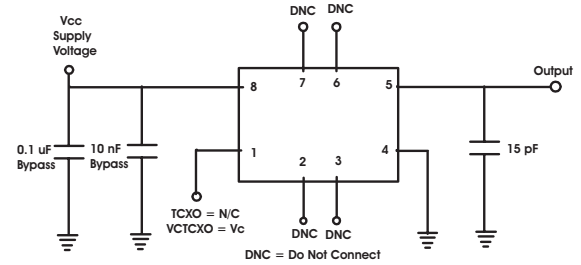 DNC
DNC
Vcc
Supply
Voltage
Output
8
7
6
5
0.1 uF
Bypass
10 nF
Bypass
1
2
3
4
15 pF
TCXO = N/C
VCTCXO = Vc
DNC
DNC
DNC = Do Not Connect